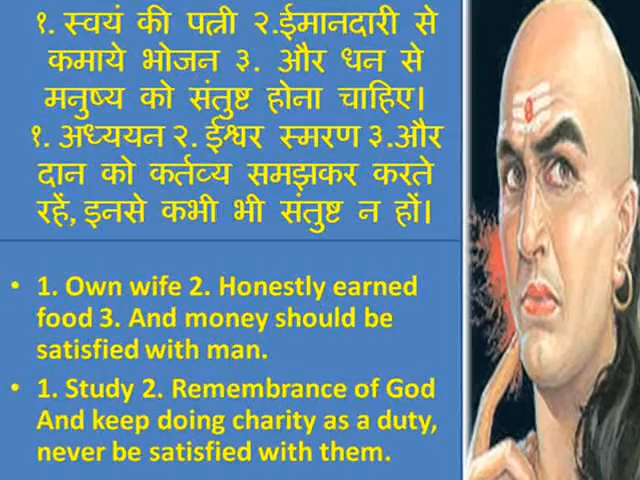 १. स्वयं की पत्नी २.ईमानदारी से
कमाये भोजन ३. और धन से
मनुष्य को संतुष्ट होना चाहिए।
१. अध्ययन २. ईश्वर स्मरण ३.और
दान को कर्तव्य समझकर करते
रहें, इनसे कभी भी संतुष्ट न हों।
• 1. Own wife 2. Honestly earned
food 3. And money should be
satisfied with man.
• 1. Study 2. Remembrance of God
And keep doing charity as a duty,
never be satisfied with them.